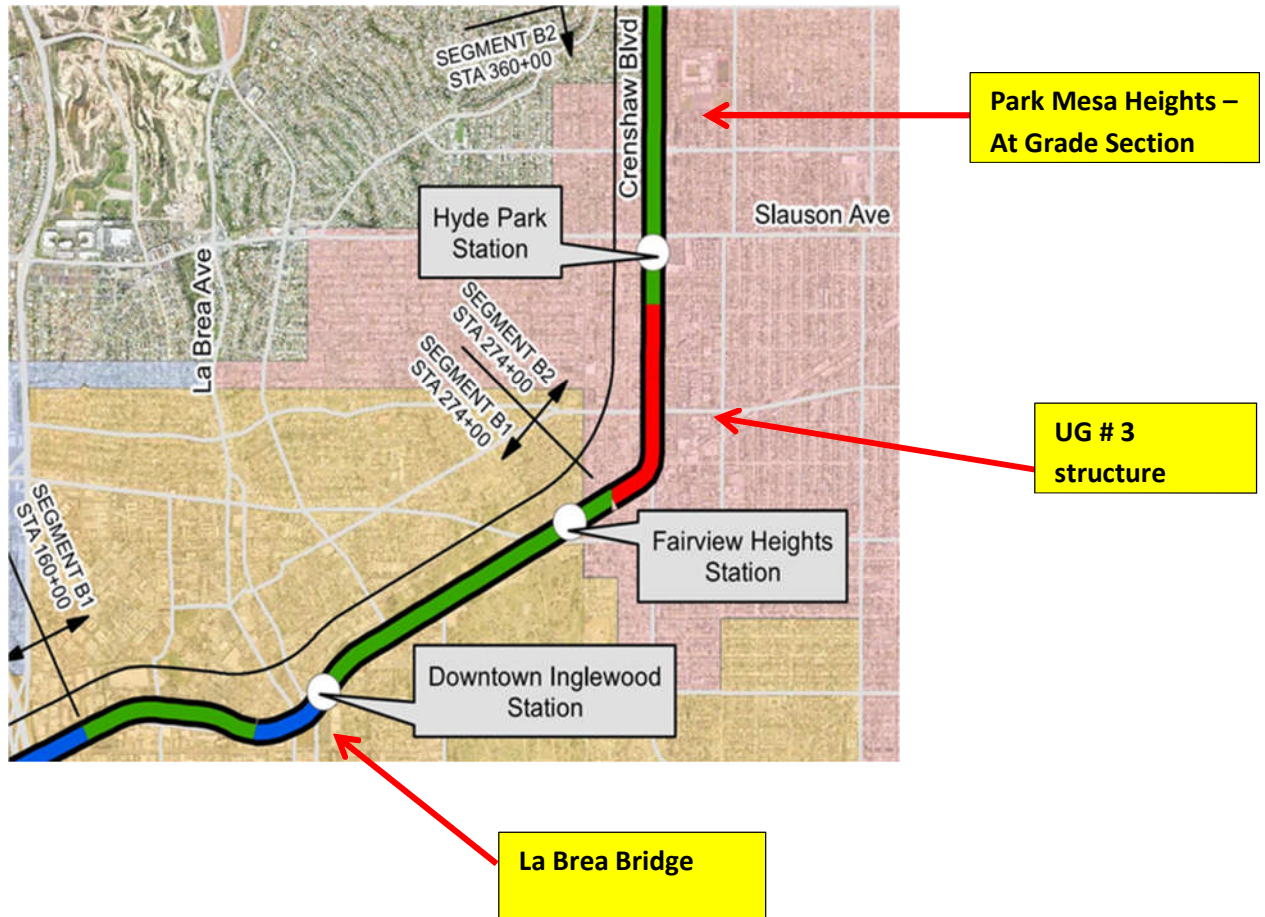 SEGMENT B2
STA 360+00
Crenshaw Blvd
Park Mesa Heights –
At Grade Section
Hyde Park
Station
Slauson Ave
La Brea Ave
SEGMENT B2
STA 274+00
SEGMENT B1
STA 274+00
UG # 3
structure
Fairview Heights
Station
SEGMENT B1
STA 160+00
Downtown Inglewood
Station
La Brea Bridge